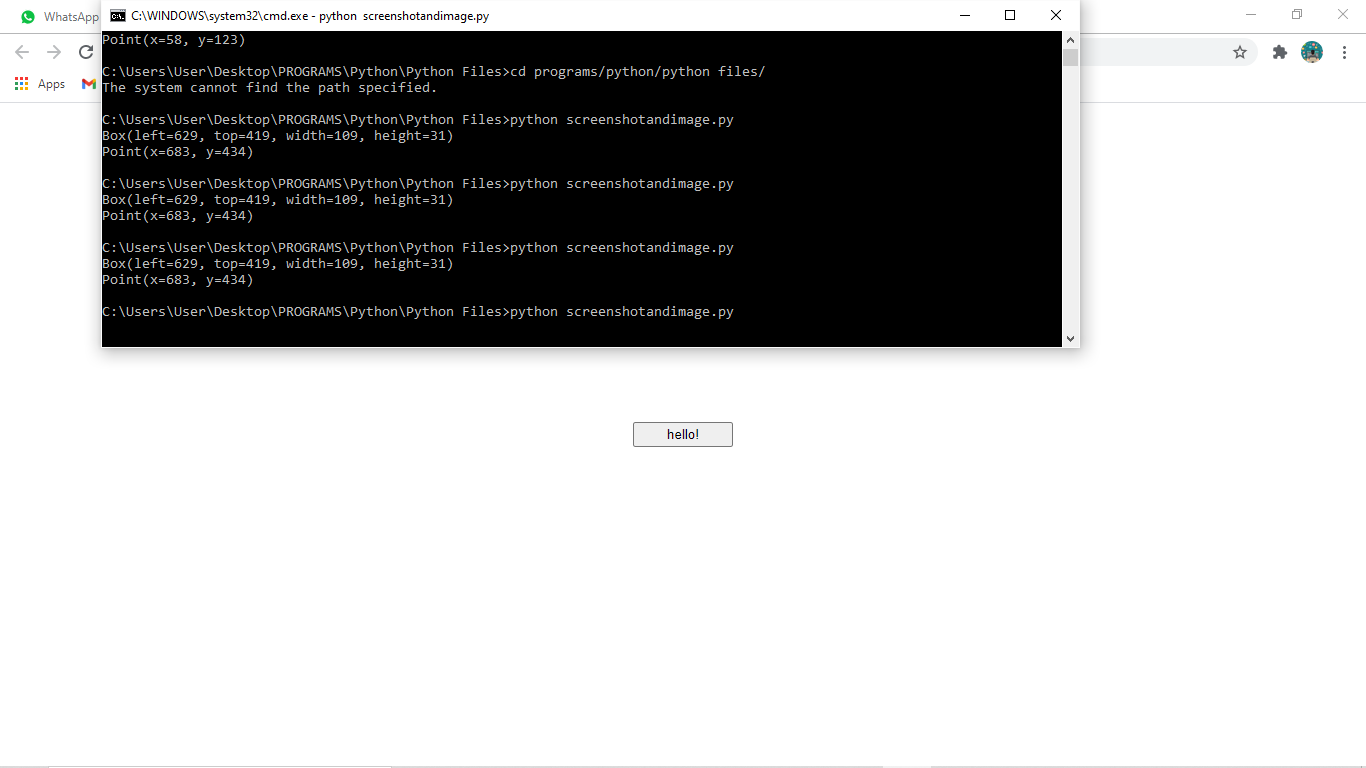 WhatsApp
C:\WINDOWS\system32\cmd.exe - python  screenshotandimage.py
Point(x=58, y=123)
C:\Users\User\Desktop\PROGRAMS\Python\Python Files>cd programs/python/python files/
The system cannot find the path specified.
C:\Users\User\Desktop\PROGRAMS\Python\Python Files>python screenshotandimage.py
Box(left=629, top=419, width=109, height=31)
Point(x=683, y=434)
C:\Users\User\Desktop\PROGRAMS\Python\Python Files>python screenshotandimage.py
Box(left=629, top=419, width=109, height=31)
Point(x=683, y=434)
C:\Users\User\Desktop\PROGRAMS\Python\Python Files>python screenshotandimage.py
Box(left=629, top=419, width=109, height=31)
Point(x=683, y=434)
C:\Users\User\Desktop\PROGRAMS\Python\Python Files>python screenshotandimage.py
Apps
hello!